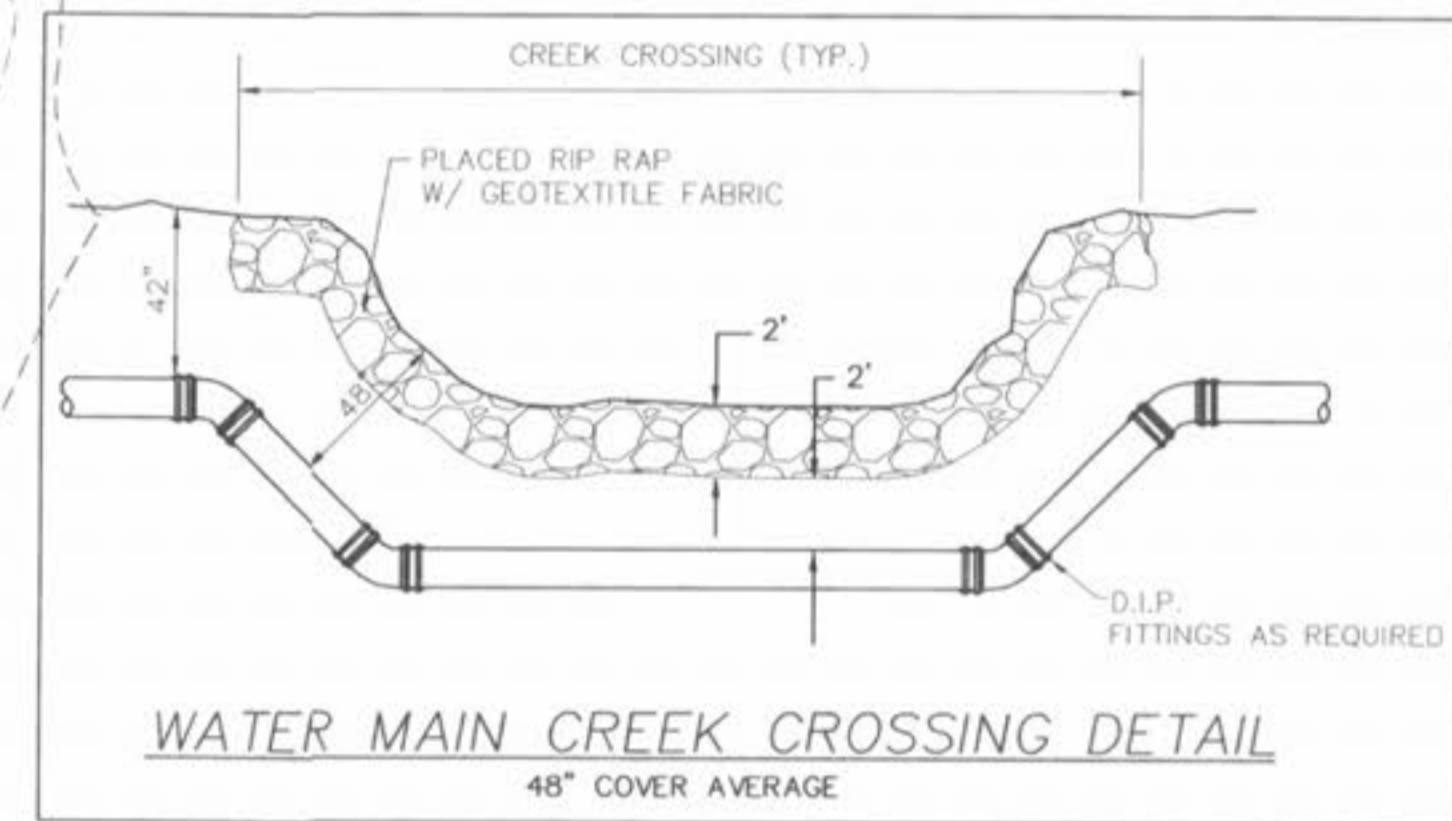 CREEK CROSSING (TYP.)
PLACED RIP RAP
W/ GEOTEXTITLE FABRIC
42"
2'
2'
48"
D.I.P.
FITTINGS AS REQUIRED
WATER MAIN CREEK CROSSING DETAIL
48" COVER AVERAGE